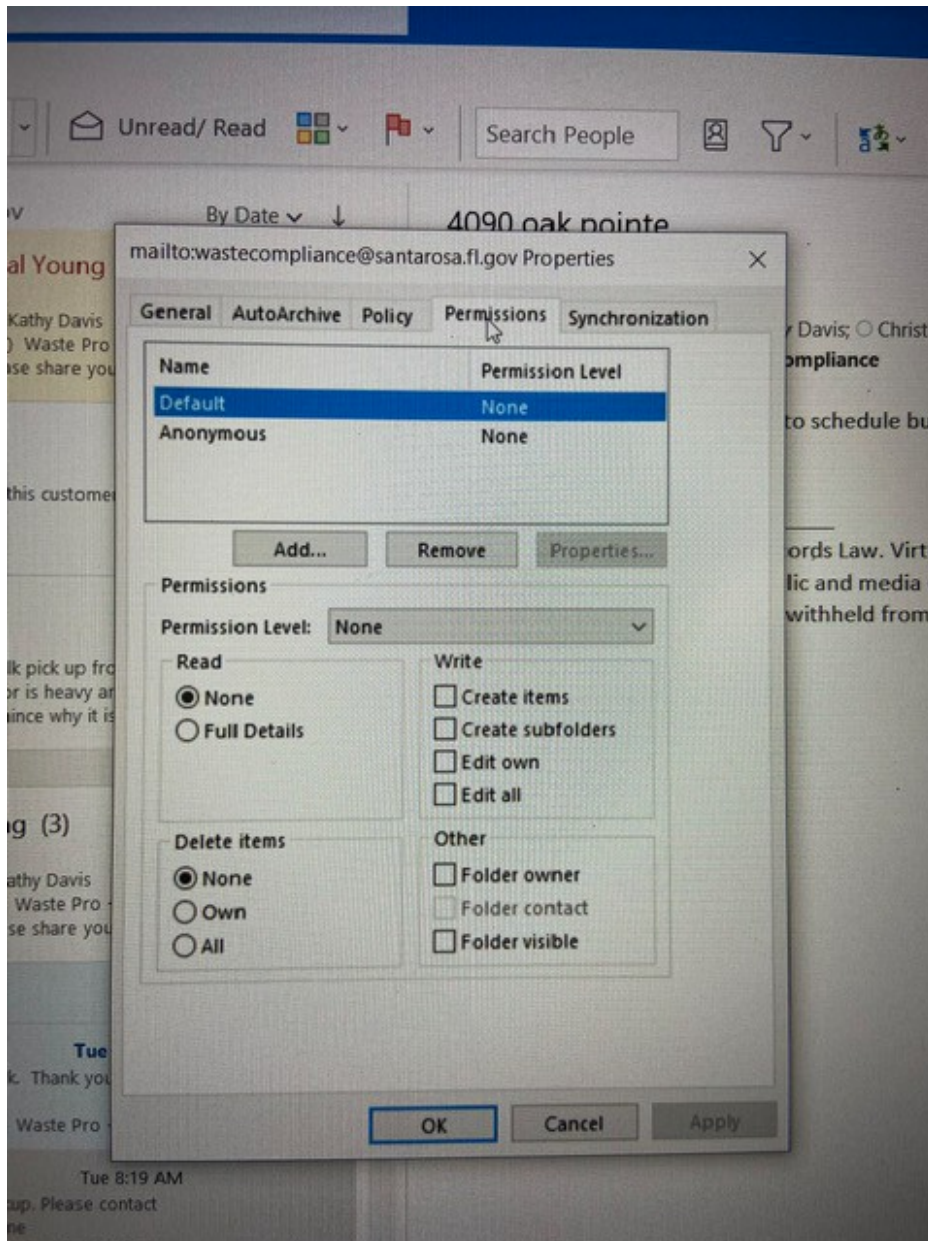 Unread/ Read
Search People
By Date
4090 oak pointe
mailto:wastecompliance@santarosa.fl.gov Properties
al Young
General AutoArchive Policy Permissions Synchronization
Kathy Davis
Davis; Christ
Waste Pro
ompliance
se share you
Name Permission Level
Default None
Anonymous None
to schedule bu
this custome
Add... Remove Properties...
ords Law. Virt
Permissions
lic and media
withheld from
Permission Level: None
Read Write
lk pick up fro
None Create items
or is heavy ar
ince why it is
Full Details Create subfolders
Edit own
Edit all
g (3)
Delete items Other
athy Davis
None Folder owner
Waste Pro
Own Folder contact
se share you
All Folder visible
Tue
k. Thank you
Waste Pro
OK Cancel Apply
Tue 8:19 AM
up. Please contact
me